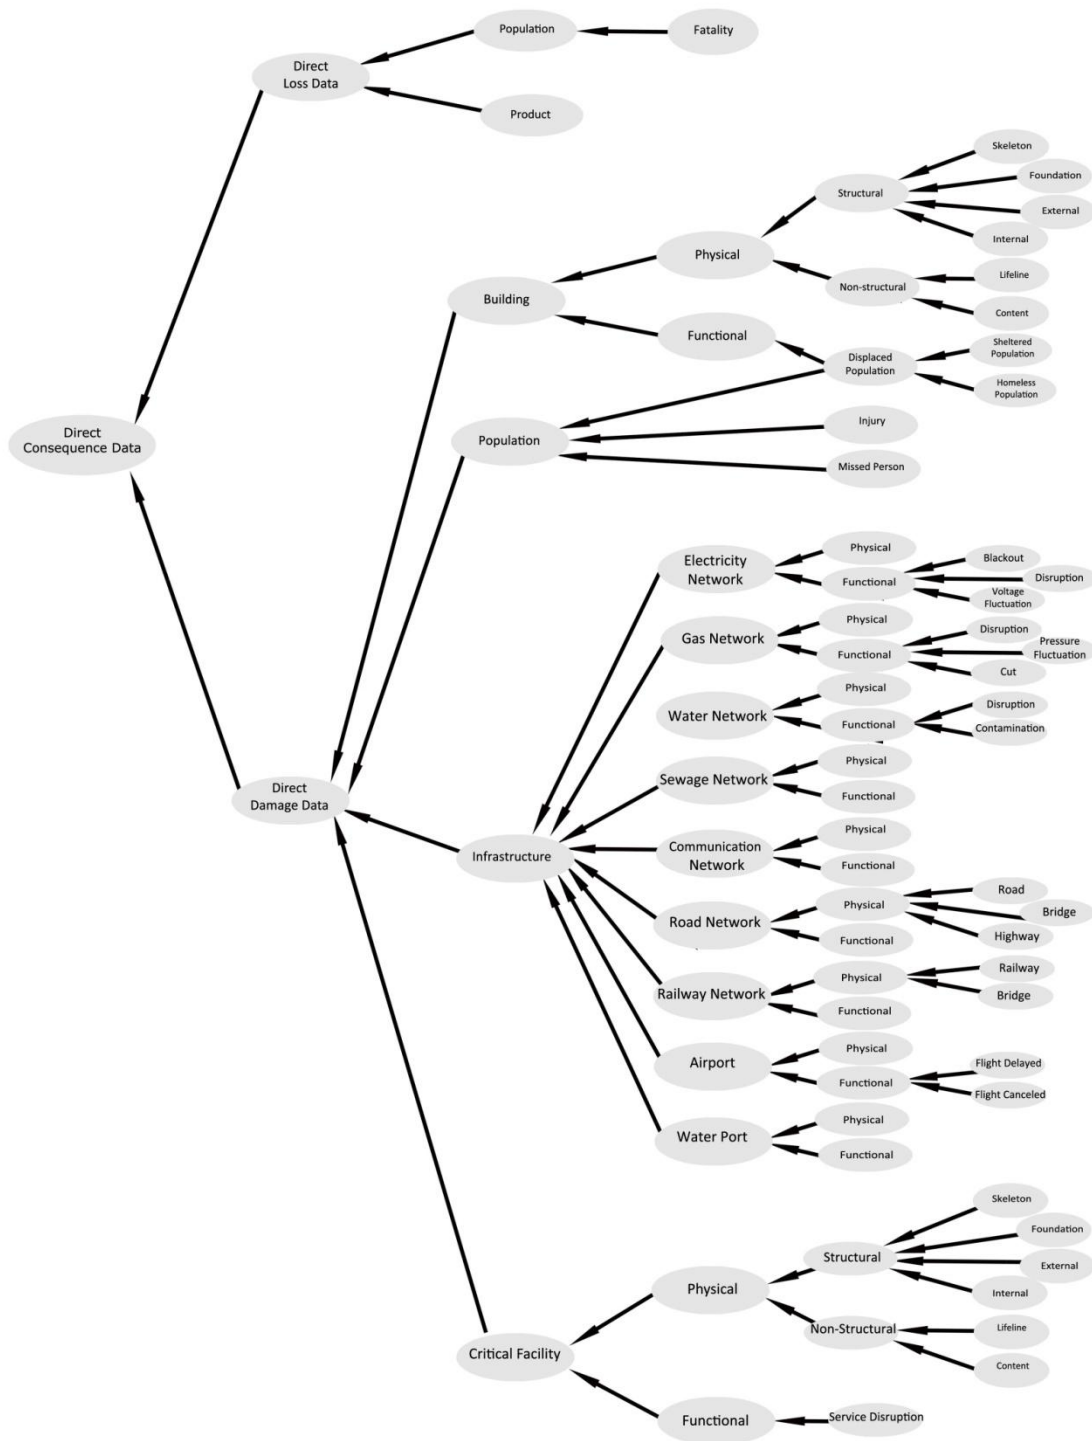 Population
Fatality
Direct
Loss Data
Product
Skeleton
Foundation
Structural
External
Internal
Physical
Lifeline
Non-structural
Content
Building
Functional
Sheltered
Population
Displaced
Population
Homeless
Population
Direct
Consequence Data
Population
Injury
Missed Person
Electricity
Network
Physical
Blackout
Functional
Disruption
Voltage
Fluctuation
Gas Network
Physical
Disruption
Functional
Pressure
Fluctuation
Cut
Water Network
Physical
Disruption
Functional
Contamination
Sewage Network
Physical
Functional
Direct
Damage Data
Infrastructure
Communication
Network
Physical
Functional
Road Network
Physical
Road
Bridge
Highway
Functional
Railway Network
Physical
Railway
Bridge
Functional
Airport
Physical
Functional
Flight Delayed
Flight Canceled
Water Port
Physical
Functional
Skeleton
Foundation
Structural
External
Internal
Physical
Non-Structural
Lifeline
Content
Critical Facility
Functional
Service Disruption